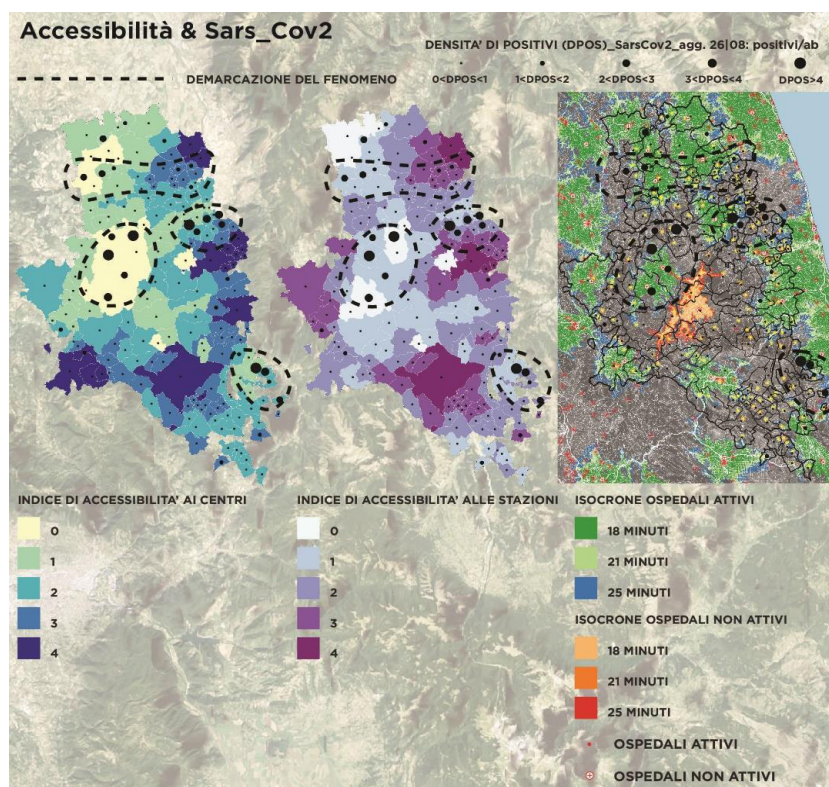 Accessibilità & Sars_Cov2
DENSITA' DI POSITIVI (DPOS)_SarsCov2_agg. 26|08: positivi/ab
DEMARCAZIONE DEL FENOMENO
0<DPOS<1
1<DPOS<2
2<DPOS<3
3<DPOS<4
DPOS>4
INDICE DI ACCESSIBILITA' AI CENTRI
0
1
2
3
4
INDICE DI ACCESSIBILITA' ALLE STAZIONI
0
1
2
3
4
ISOCRONE OSPEDALI ATTIVI
18 MINUTI
21 MINUTI
25 MINUTI
ISOCRONE OSPEDALI NON ATTIVI
18 MINUTI
21 MINUTI
25 MINUTI
OSPEDALI ATTIVI
OSPEDALI NON ATTIVI